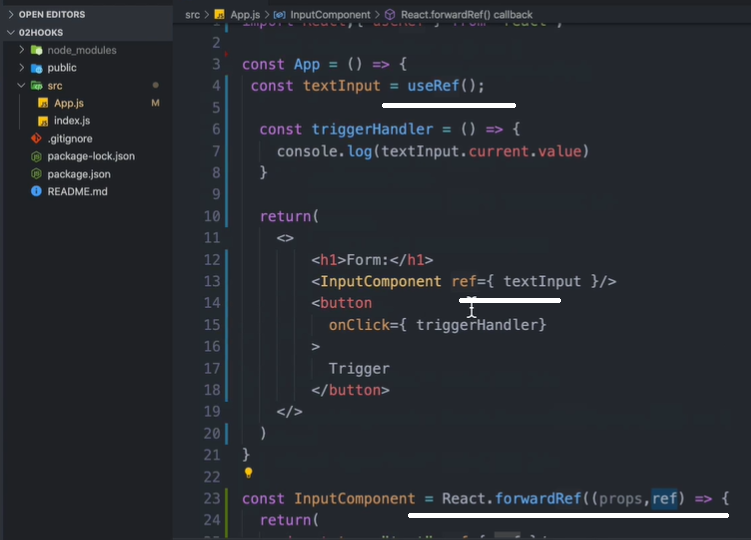 OPEN EDITORS
02HOOKS
node_modules
public
src
App.js M
index.js
.gitignore
package-lock.json
package.json
README.md
src > App.js > InputComponent > React.forwardRef() callback
2
3 const App = () => {
4 const textInput = useRef();
5
6 const triggerHandler = () => {
7 console.log(textInput.current.value)
8 }
9
10 return(
11 <>
12 <h1>Form:</h1>
13 <InputComponent ref={ textInput }/>
14 <button
15 onClick={ triggerHandler}
16 >
17 Trigger
18 </button>
19 </>
20 )
21 }
22
23 const InputComponent = React.forwardRef((props,ref) => {
24 return(